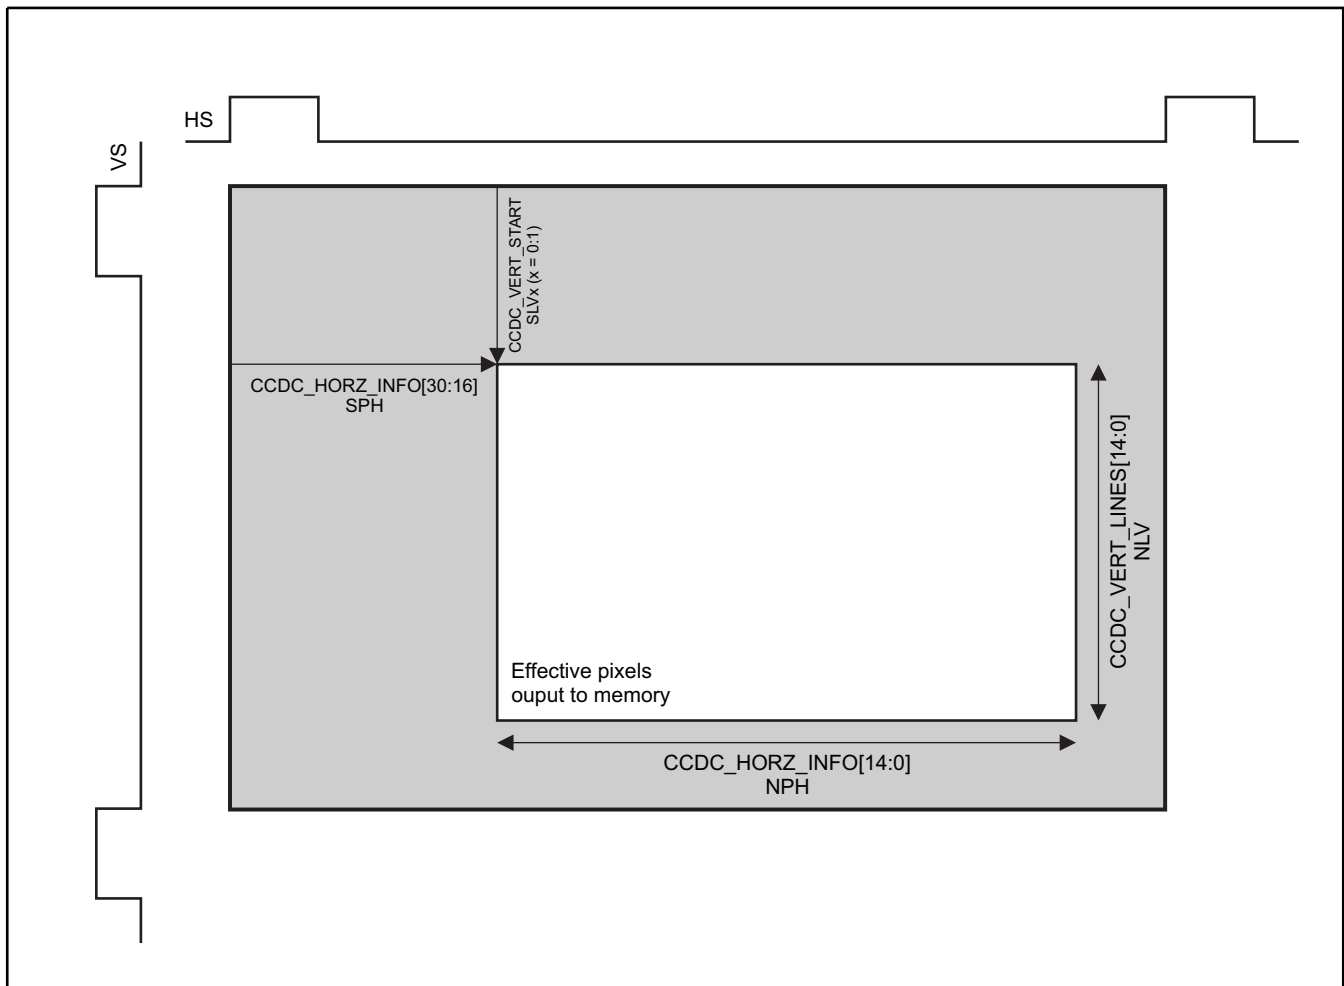 HS
VS
CCDC_VERT_START
SLVx (x = 0:1)
CCDC_HORZ_INFO[30:16]
SPH
CCDC_VERT_LINES[14:0]
NLV
Effective pixels
ouput to memory
CCDC_HORZ_INFO[14:0]
NPH